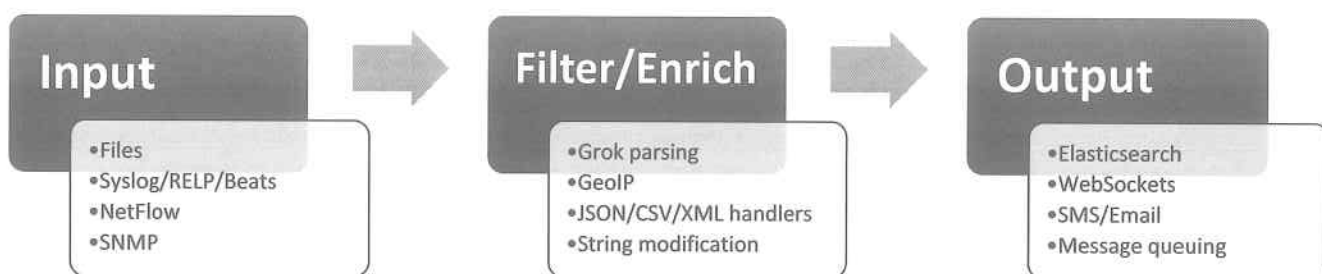 Input
•Files
•Syslog/RELP/Beats
•NetFlow
•SNMP
Filter/Enrich
•Grok parsing
•GeoIP
•JSON/CSV/XML handlers
•String modification
Output
•Elasticsearch
•WebSockets
•SMS/Email
•Message queuing